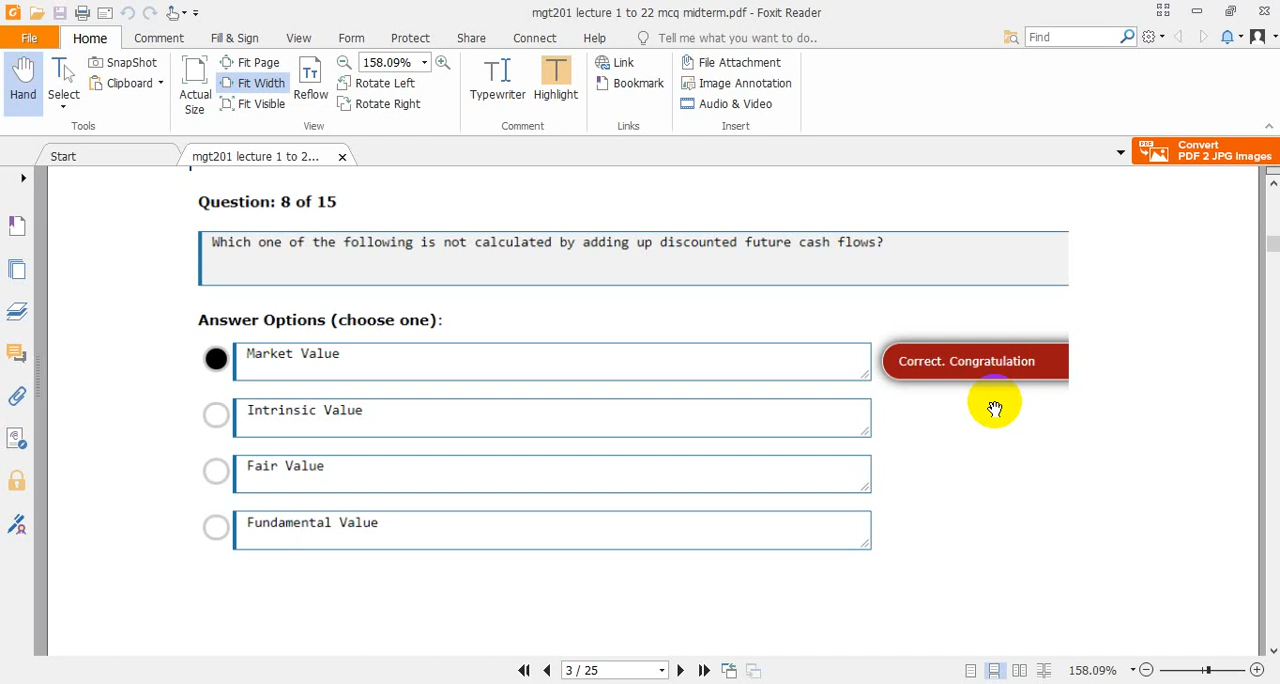 mgt201 lecture 1 to 22 mcq midterm.pdf - Foxit Reader
File Home Comment Fill & Sign View Form Protect Share Connect Help Tell me what you want to do.. Find
Hand
Select
SnapShot
Clipboard
Tools
Actual Size
Fit Page
Fit Width
Fit Visible
Reflow
158.09%
Rotate Left
Rotate Right
View
Typewriter
Highlight
Comment
Link
Bookmark
Links
File Attachment
Image Annotation
Audio & Video
Insert
Start
mgt201 lecture 1 to 2...
Convert
PDF 2 JPG Images
Question: 8 of 15
Which one of the following is not calculated by adding up discounted future cash flows?
Answer Options (choose one):
Market Value
Correct. Congratulation
Intrinsic Value
Fair Value
Fundamental Value
3 / 25
158.09%